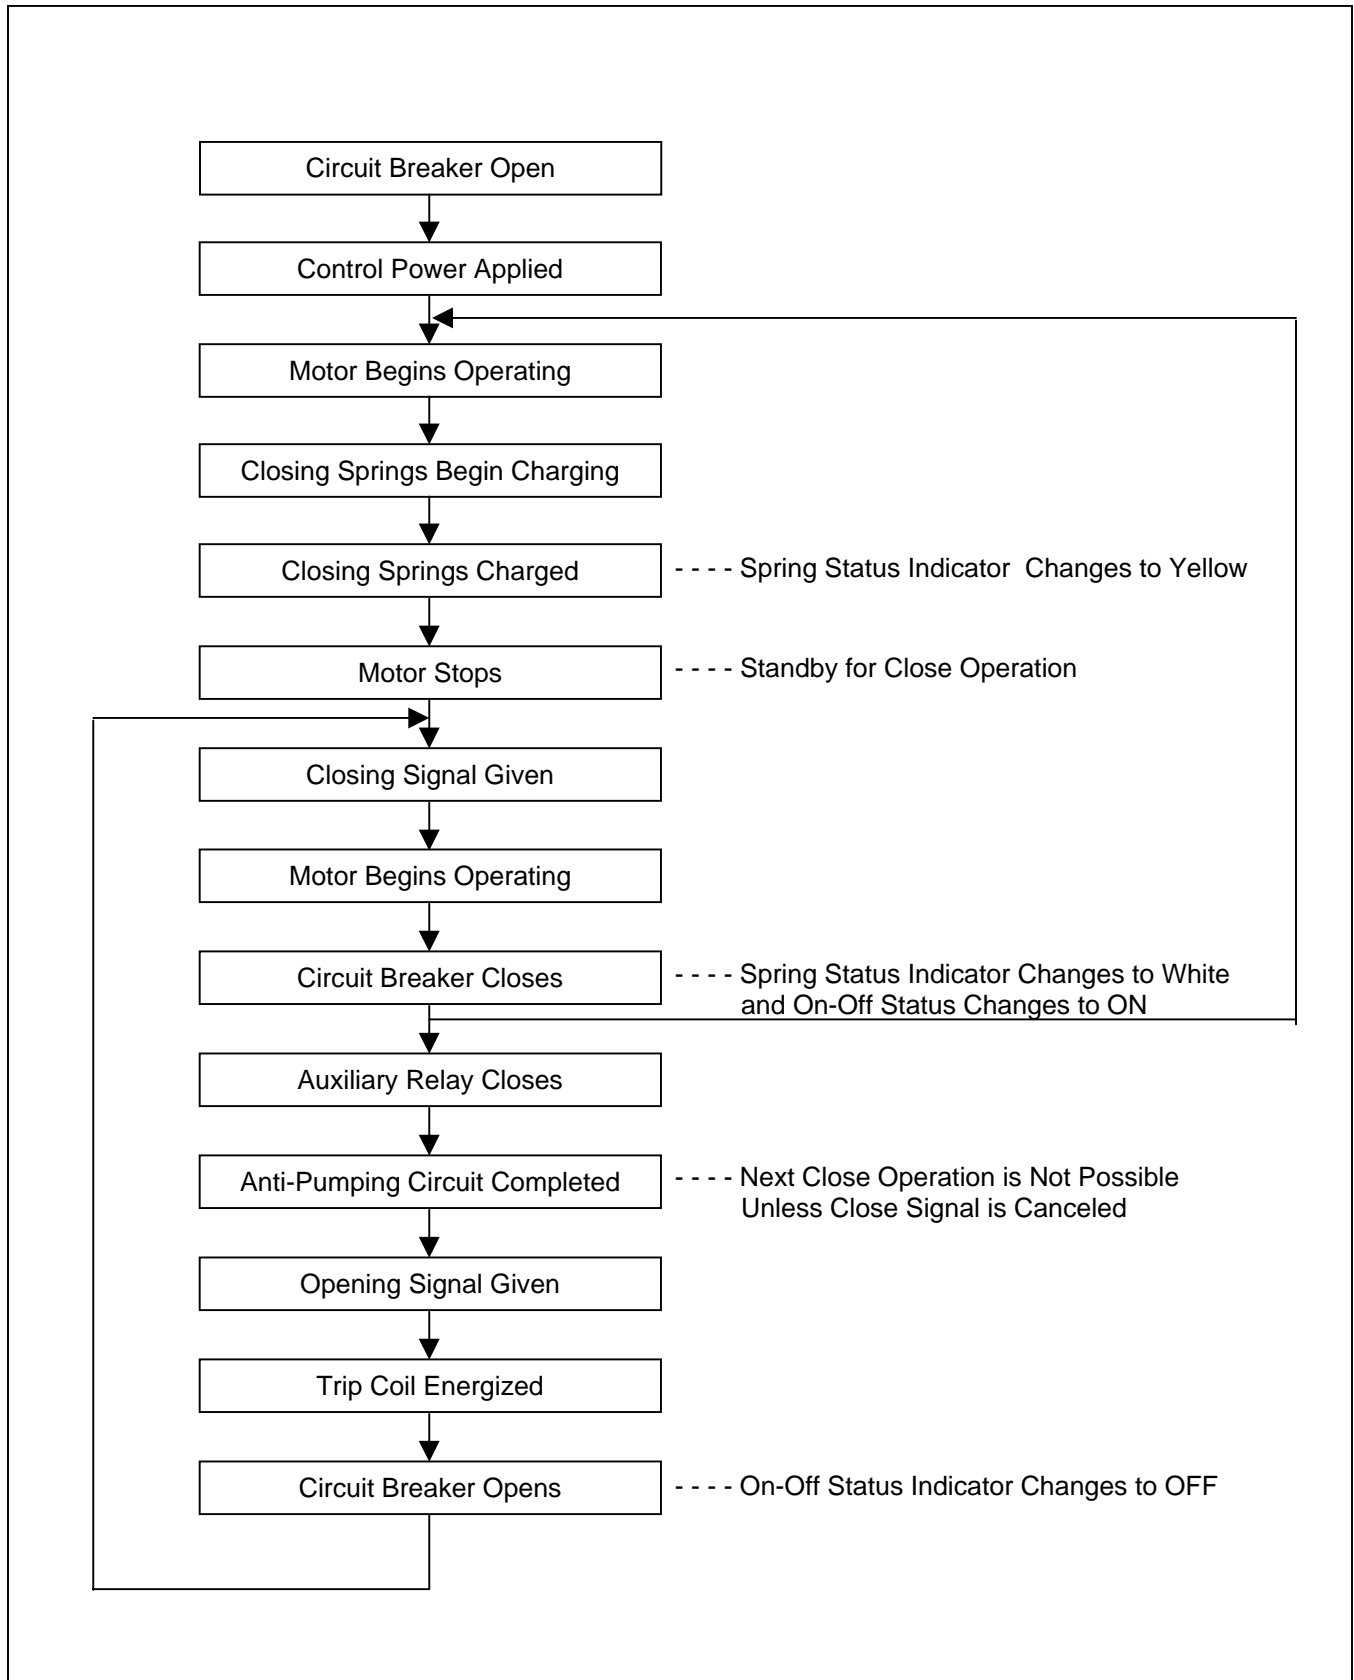 Circuit Breaker Open
Control Power Applied
Motor Begins Operating
Closing Springs Begin Charging
Closing Springs Charged - - - - Spring Status Indicator Changes to Yellow
Motor Stops - - - - Standby for Close Operation
Closing Signal Given
Motor Begins Operating
Circuit Breaker Closes - - - - Spring Status Indicator Changes to White
and On-Off Status Changes to ON
Auxiliary Relay Closes
Anti-Pumping Circuit Completed - - - - Next Close Operation is Not Possible
Unless Close Signal is Canceled
Opening Signal Given
Trip Coil Energized
Circuit Breaker Opens - - - - On-Off Status Indicator Changes to OFF